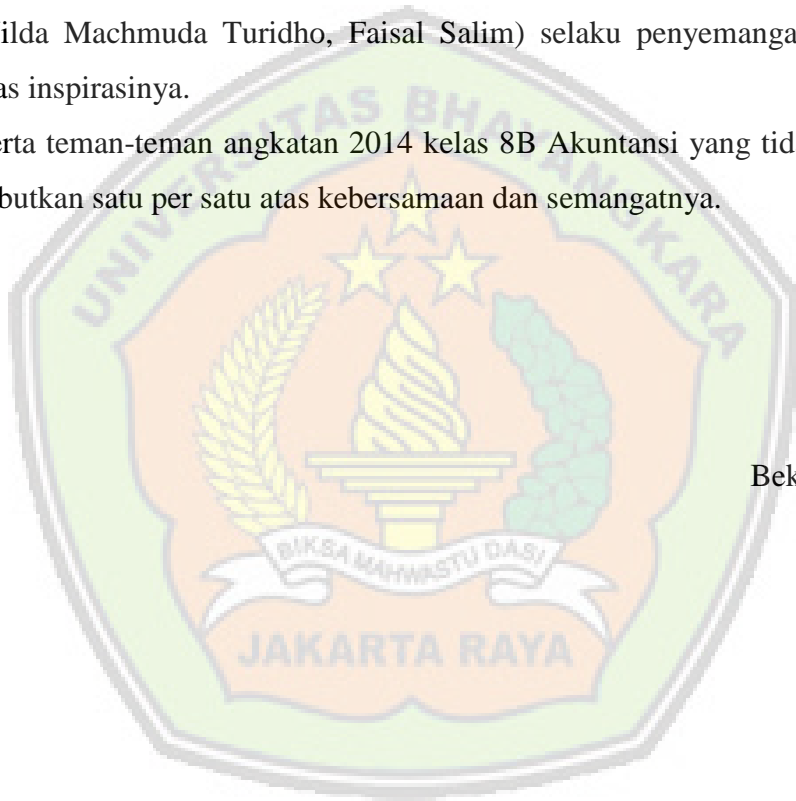 ilda Machmuda Turidho, Faisal Salim) selaku penyemanga
as inspirasinya.
erta teman-teman angkatan 2014 kelas 8B Akuntansi yang tid
butkan satu per satu atas kebersamaan dan semangatnya.
UNIVERSITAS BHAYANGKARA
Bek
BIKSA MAHWASTU DASI
JAKARTA RAYA